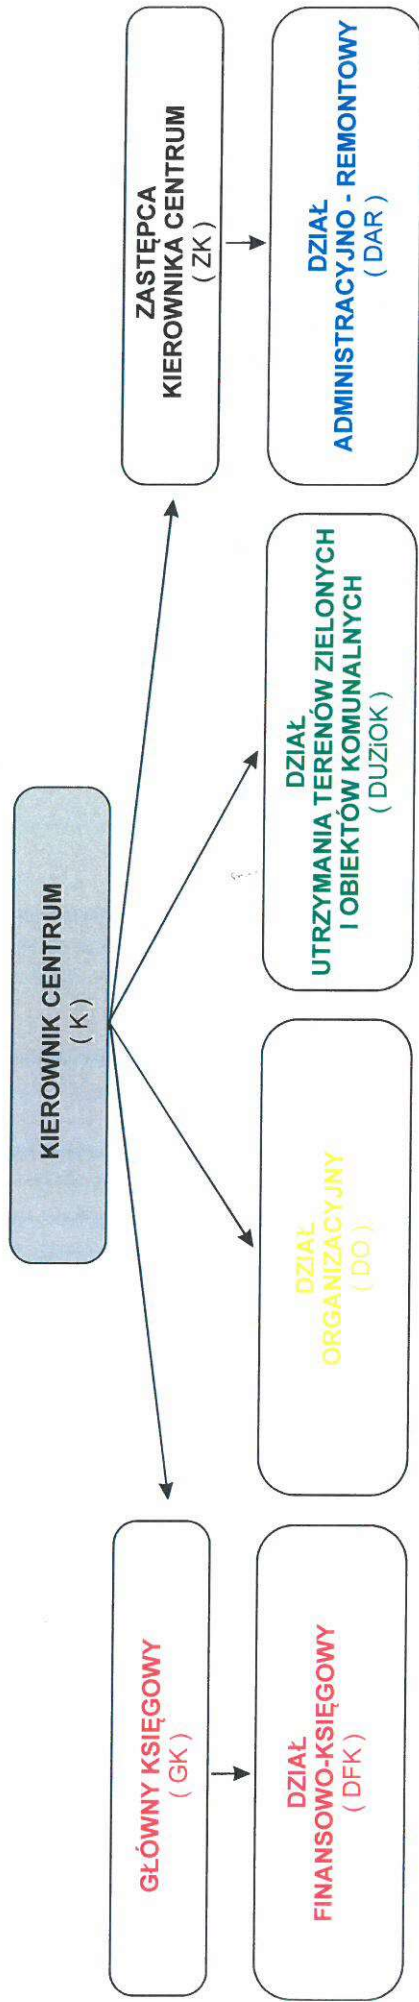 KIEROWNIK CENTRUM
( K )
GŁÓWNY KSIĘGOWY
( GK )
ZASTĘPCA
KIEROWNIKA CENTRUM
( ZK )
DZIAŁ
FINANSOWO-KSIĘGOWY
( DFK )
DZIAŁ
ORGANIZACYJNY
( DO )
DZIAŁ
UTRZYMANIA TERENÓW ZIELONYCH
I OBIEKTÓW KOMUNALNYCH
( DUZiOK )
DZIAŁ
ADMINISTRACYJNO - REMONTOWY
( DAR )